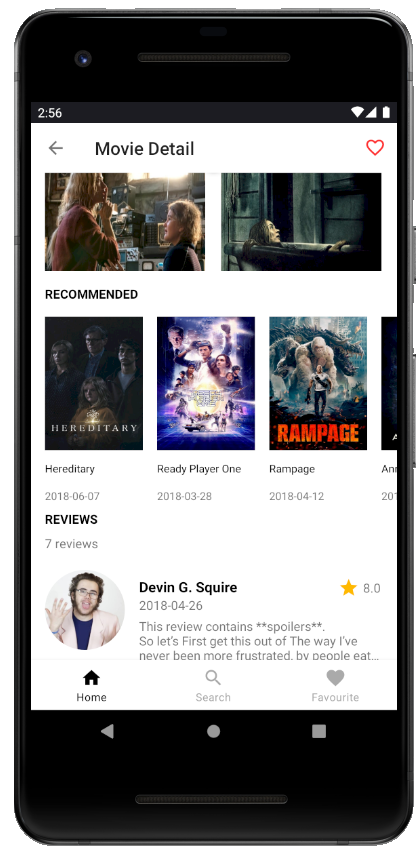 2:56
Movie Detail
RECOMMENDED
HEREDITARY
RAMPAGE
Hereditary
Ready Player One
Rampage
2018-06-07
2018-03-28
2018-04-12
REVIEWS
7 reviews
Devin G. Squire
8.0
2018-04-26
This review contains **spoilers**.
So let's First get this out of The way I've
never been more frustrated, by people eat...
Home
Search
Favourite